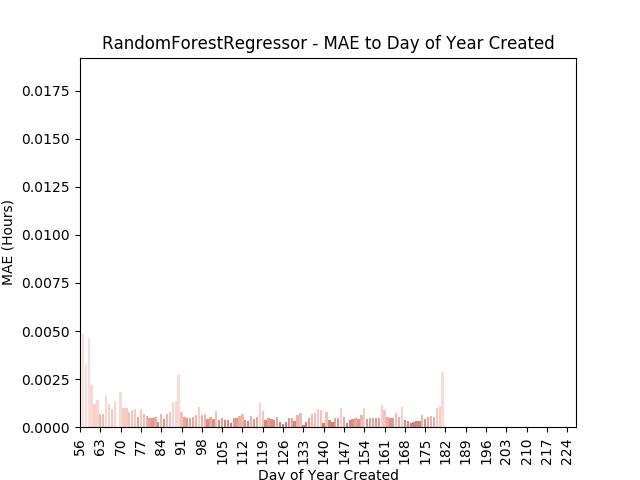 RandomForestRegressor - MAE to Day of Year Created
MAE (Hours)
0.0175
0.0150
0.0125
0.0100
0.0075
0.0050
0.0025
0.0000
56 63 70 77 84 91 98 105 112 119 126 133 140 147 154 161 168 175 182 189 196 203 210 217 224
Day of Year Created